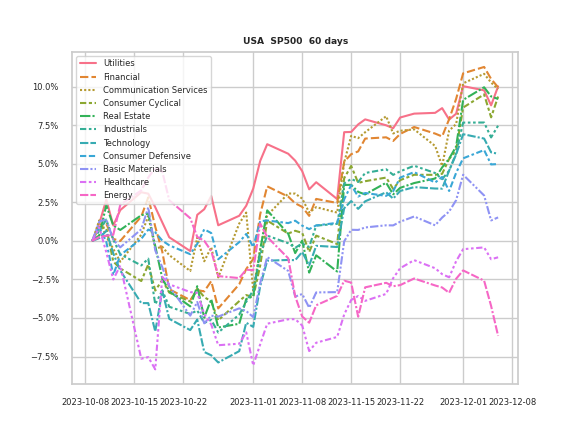 USA SP500 60 days
Utilities
Financial
Communication Services
Consumer Cyclical
Real Estate
Industrials
Technology
Consumer Defensive
Basic Materials
Healthcare
Energy
10.0%
7.5%
5.0%
2.5%
0.0%
−2.5%
−5.0%
−7.5%
2023-10-08
2023-10-15
2023-10-22
2023-11-01
2023-11-08
2023-11-15
2023-11-22
2023-12-01
2023-12-08